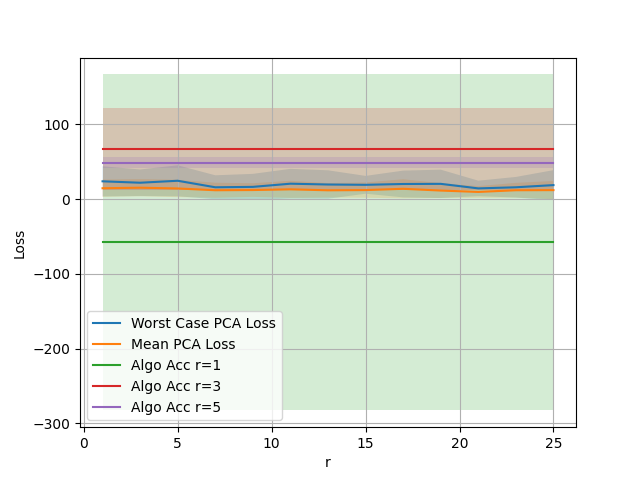 100
0
−100
−200
−300
Loss
Worst Case PCA Loss
Mean PCA Loss
Algo Acc r=1
Algo Acc r=3
Algo Acc r=5
0 5 10 15 20 25
r